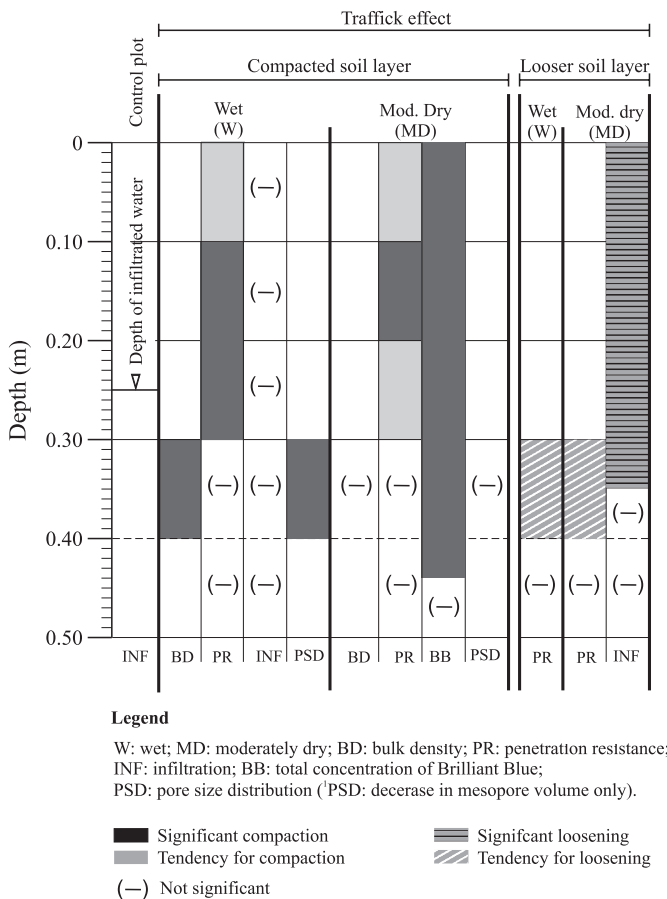 Traffick effect
Compacted soil layer
Looser soil layer
Control plot
Wet
(W)
Mod. Dry
(MD)
Wet
(W)
Mod. dry
(MD)
Depth of infiltrated water
Depth (m)
0
0.10
0.20
0.30
0.40
0.50
(—)
(—)
(—)
(—) (—) (—) (—) (—) (—)
(—) (—) (—) (—) (—) (—)
(—)
INF BD PR INF PSD BD PR BB PSD PR PR INF
Legend
W: wet; MD: moderately dry; BD: bulk density; PR: penetration resistance;
INF: infiltration; BB: total concentration of Brilliant Blue;
PSD: pore size distribution (¹PSD: decerase in mesopore volume only).
Significant compaction
Tendency for compaction
Signifcant loosening
Tendency for loosening
(—) Not significant